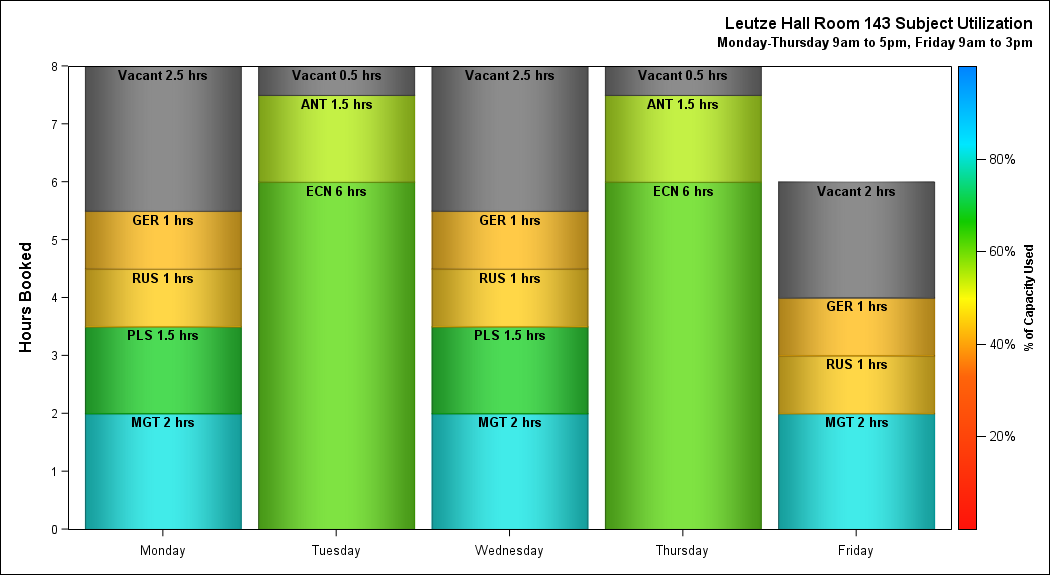 Leutze Hall Room 143 Subject Utilization
Monday-Thursday 9am to 5pm, Friday 9am to 3pm
Hours Booked
8
7
6
5
4
3
2
1
0
Vacant 2.5 hrs
GER 1 hrs
RUS 1 hrs
PLS 1.5 hrs
MGT 2 hrs
Vacant 0.5 hrs
ANT 1.5 hrs
ECN 6 hrs
Vacant 2.5 hrs
GER 1 hrs
RUS 1 hrs
PLS 1.5 hrs
MGT 2 hrs
Vacant 0.5 hrs
ANT 1.5 hrs
ECN 6 hrs
Vacant 2 hrs
GER 1 hrs
RUS 1 hrs
MGT 2 hrs
Monday
Tuesday
Wednesday
Thursday
Friday
80%
60%
40%
20%
% of Capacity Used